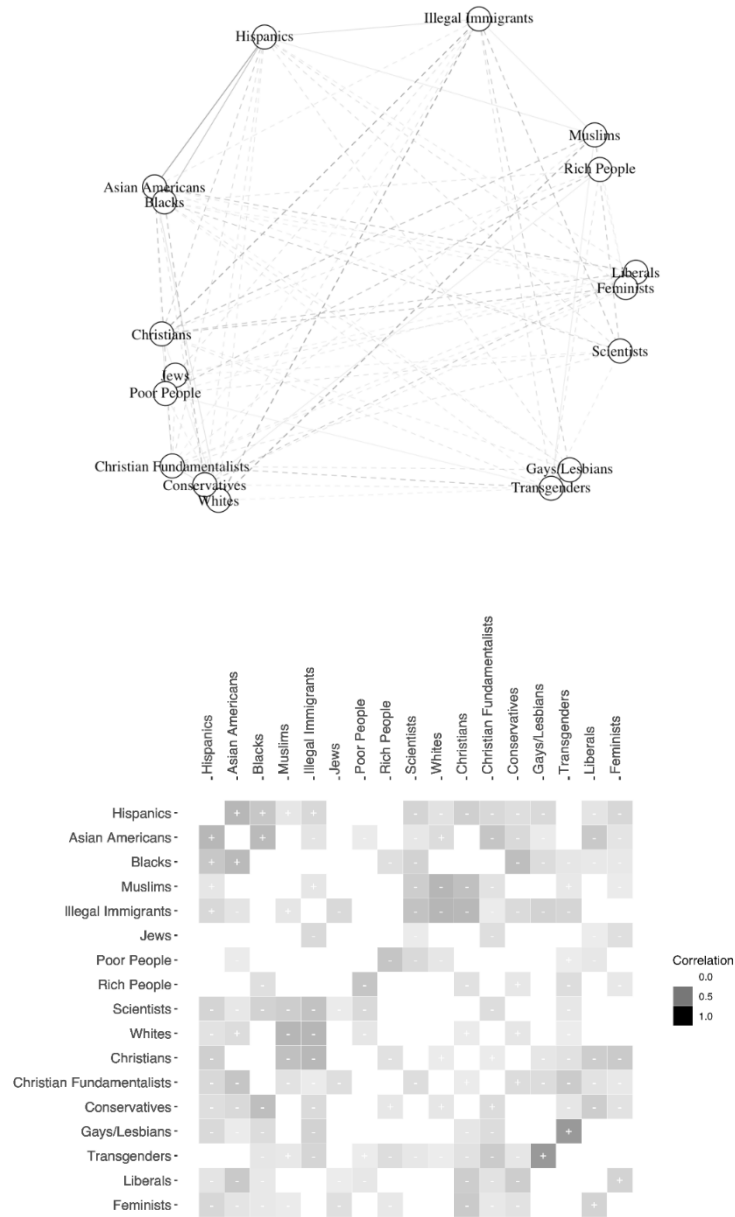 Illegal Immigrants
Hispanics
Muslims
Rich People
Asian Americans
Blacks
Liberals
Feminists
Christians
Scientists
Jews
Poor People
Christian Fundamentalists
Gays/Lesbians
Conservatives
Transgenders
Whites
Hispanics
Asian Americans
Blacks
Muslims
Illegal Immigrants
Jews
Poor People
Rich People
Scientists
Whites
Christians
Christian Fundamentalists
Conservatives
Gays/Lesbians
Transgenders
Liberals
Feminists
Hispanics
Asian Americans
Blacks
Muslims
Illegal Immigrants
Jews
Poor People
Rich People
Scientists
Whites
Christians
Christian Fundamentalists
Conservatives
Gays/Lesbians
Transgenders
Liberals
Feminists
Correlation
0.0
0.5
1.0